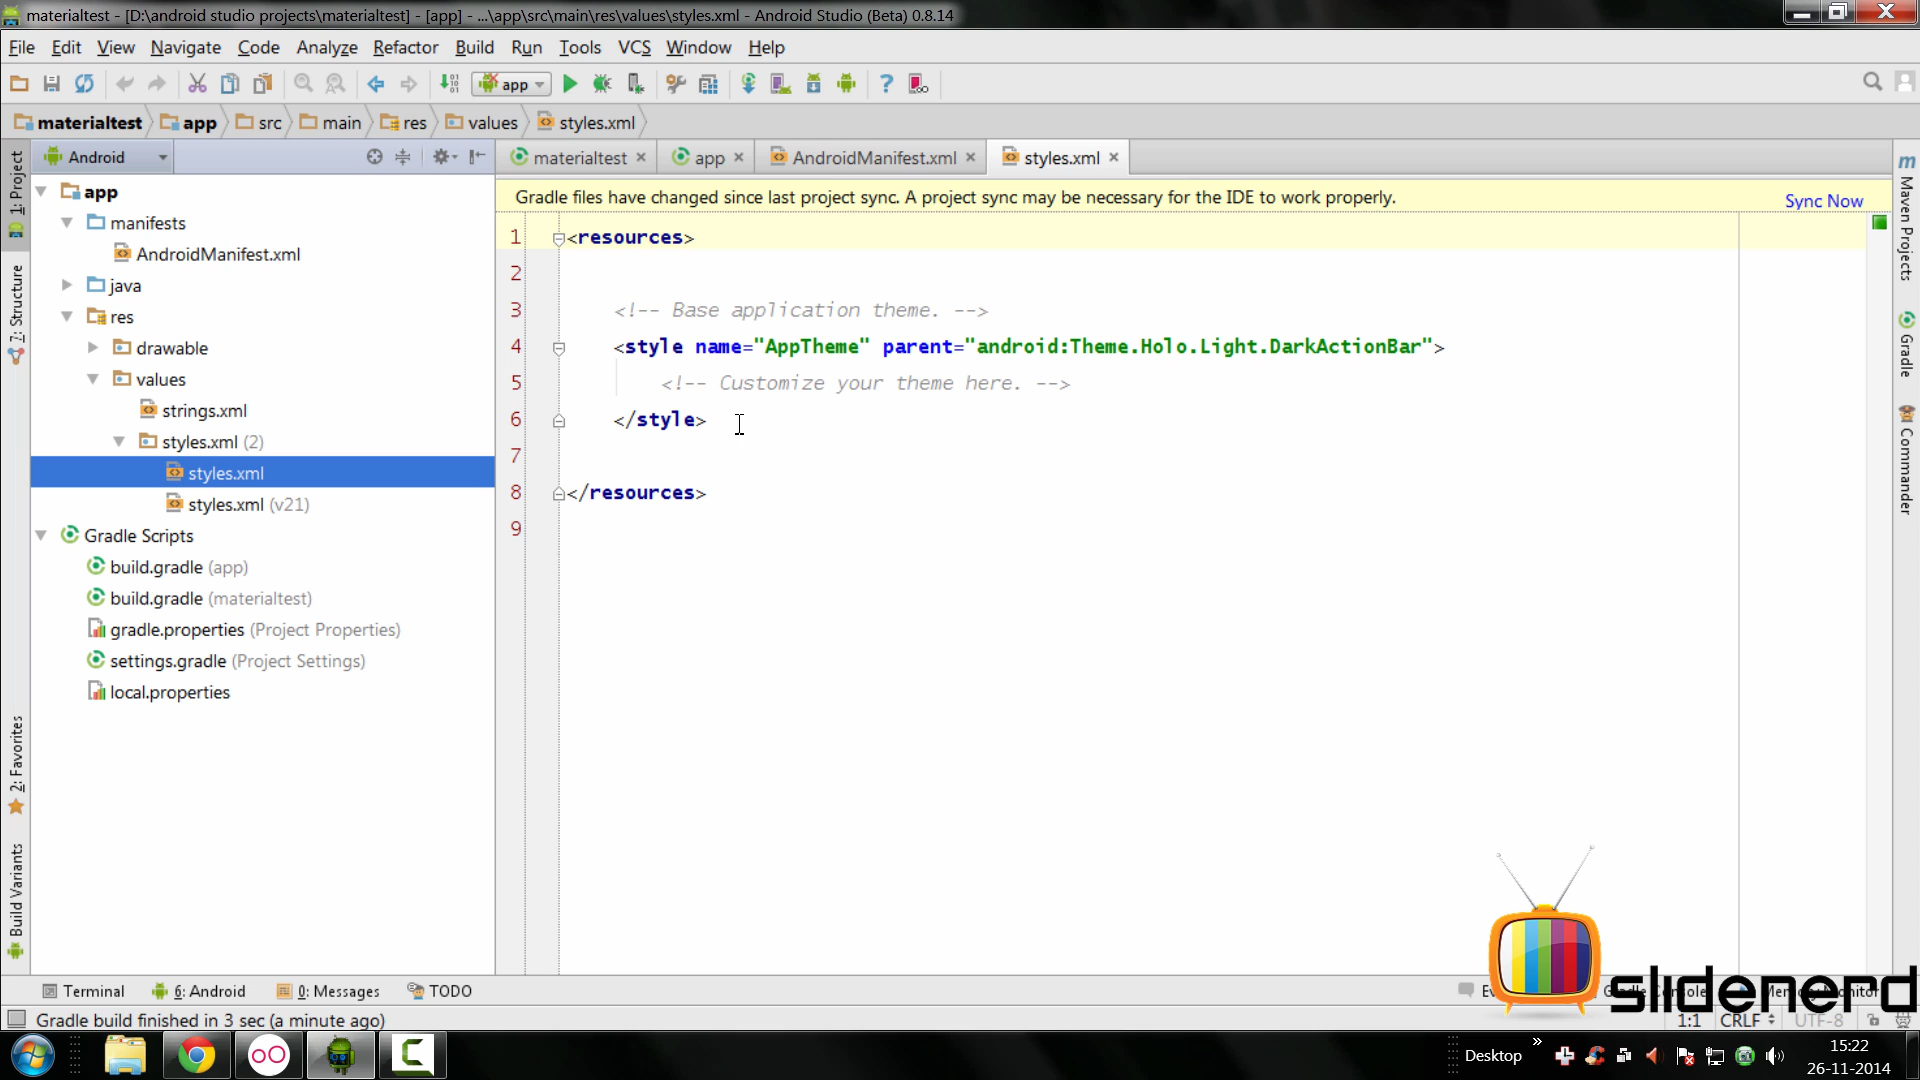 materialtest - [D:\android studio projects\materialtest] - [app] - ...\app\src\main\res\values\styles.xml - Android Studio (Beta) 0.8.14
File Edit View Navigate Code Analyze Refactor Build Run Tools VCS Window Help
app
materialtest app src main res values styles.xml
1: Project
7: Structure
2: Favorites
Build Variants
Android
app
manifests
AndroidManifest.xml
java
res
drawable
values
strings.xml
styles.xml (2)
styles.xml
styles.xml (v21)
Gradle Scripts
build.gradle (app)
build.gradle (materialtest)
gradle.properties (Project Properties)
settings.gradle (Project Settings)
local.properties
materialtest app AndroidManifest.xml styles.xml
Gradle files have changed since last project sync. A project sync may be necessary for the IDE to work properly. Sync Now
1 <resources>
2
3 <!-- Base application theme. -->
4 <style name="AppTheme" parent="android:Theme.Holo.Light.DarkActionBar">
5 <!-- Customize your theme here. -->
6 </style>
7
8 </resources>
9
m Maven Projects
Gradle
Commander
Terminal 6: Android 0: Messages TODO
slidenerd
Gradle build finished in 3 sec (a minute ago) 1:1 CRLF UTF-8
Desktop
15:22
26-11-2014